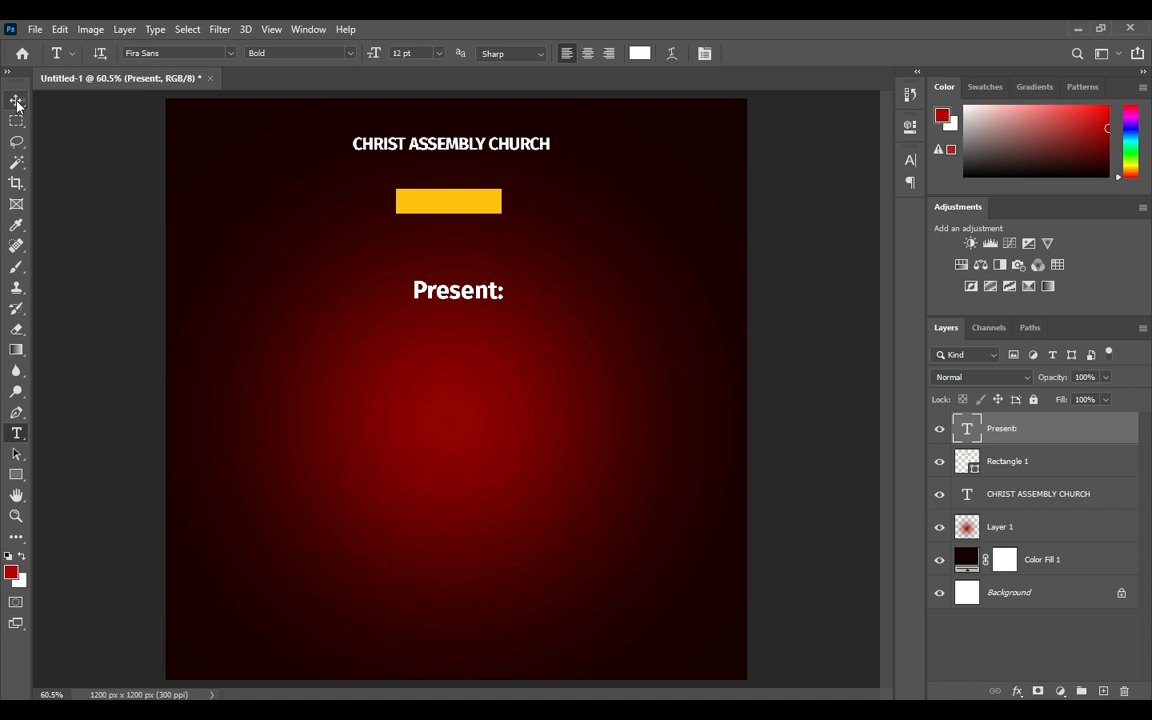 Ps File Edit Image Layer Type Select Filter 3D View Window Help
T Fira Sans Bold 12 pt Sharp
Untitled-1 @ 60.5% (Present:, RGB/8) * ×
CHRIST ASSEMBLY CHURCH
Present:
60.5% 1200 px x 1200 px (300 ppi)
Color Swatches Gradients Patterns
Adjustments
Add an adjustment
Layers Channels Paths
Kind
Normal Opacity: 100%
Lock: Fill: 100%
Present:
Rectangle 1
CHRIST ASSEMBLY CHURCH
Layer 1
Color Fill 1
Background
fx